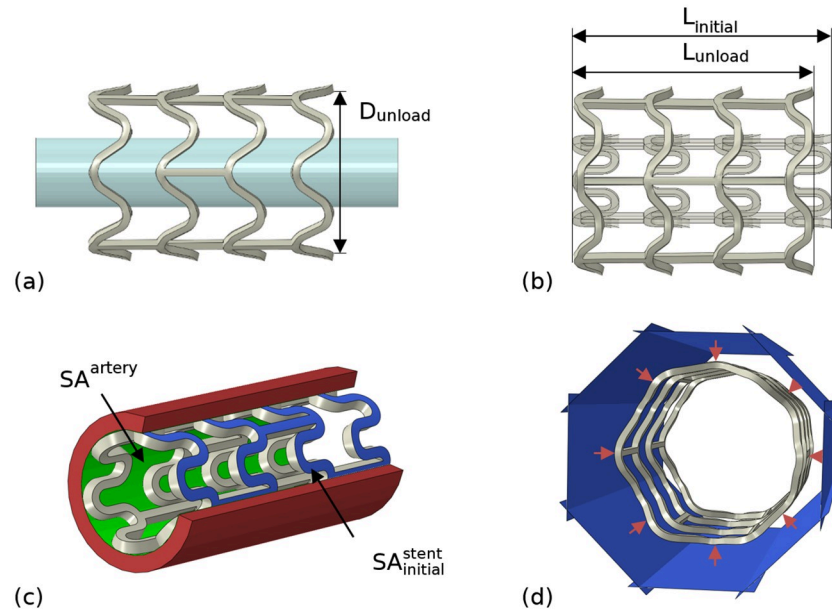 L_initial
L_unload
D_unload
(a)
(b)
SA^artery
SA^stent_initial
(c)
(d)